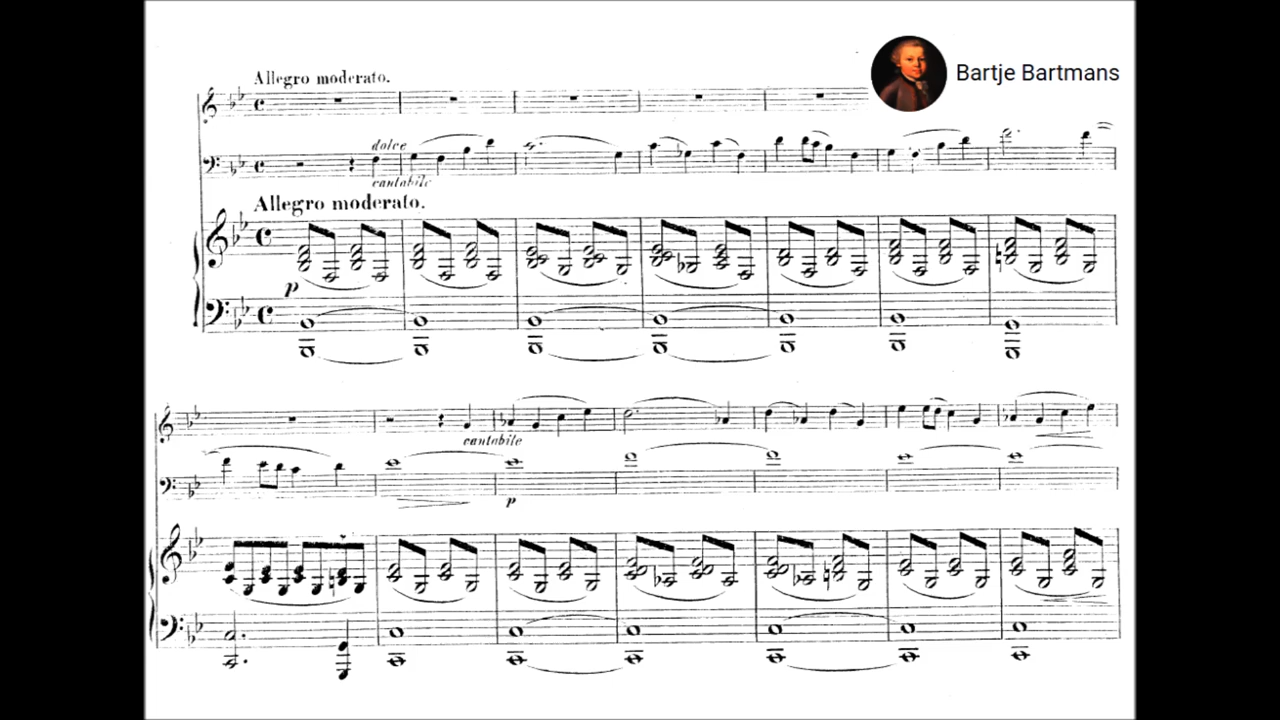 Bartje Bartmans
Allegro moderato.
dolce
cantabile
Allegro moderato.
p
cantabile
p